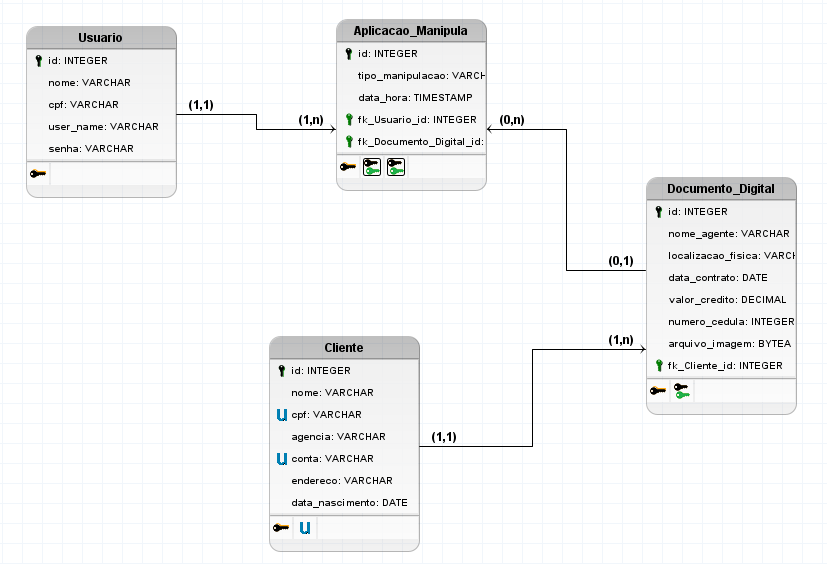 Usuario
id: INTEGER
nome: VARCHAR
cpf: VARCHAR
user_name: VARCHAR
senha: VARCHAR
(1,1)
(1,n)
Aplicacao_Manipula
id: INTEGER
tipo_manipulacao: VARCH
data_hora: TIMESTAMP
fk_Usuario_id: INTEGER
fk_Documento_Digital_id:
(0,n)
(0,1)
Documento_Digital
id: INTEGER
nome_agente: VARCHAR
localizacao_fisica: VARCH
data_contrato: DATE
valor_credito: DECIMAL
numero_cedula: INTEGER
arquivo_imagem: BYTEA
fk_Cliente_id: INTEGER
(1,n)
Cliente
id: INTEGER
nome: VARCHAR
U cpf: VARCHAR
agencia: VARCHAR
U conta: VARCHAR
endereco: VARCHAR
data_nascimento: DATE
U
(1,1)